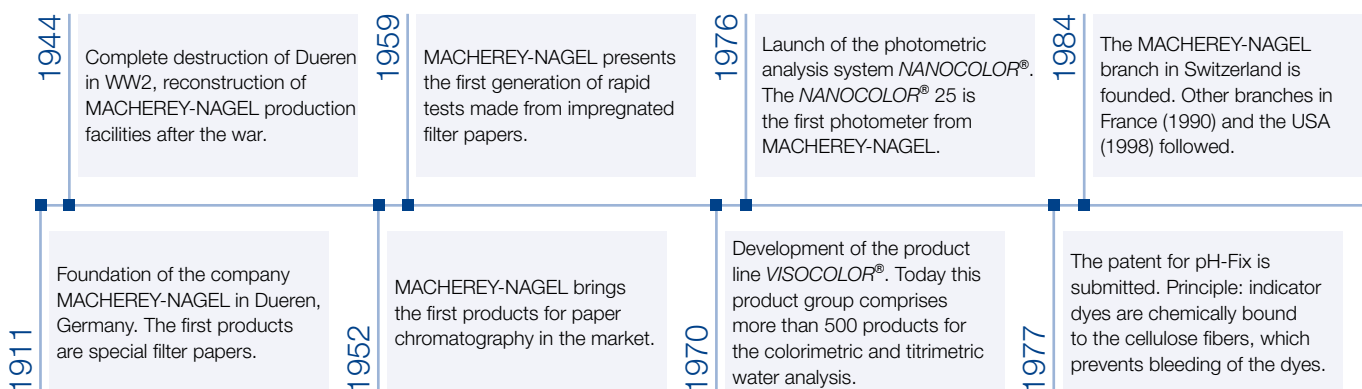 1944
Complete destruction of Dueren
in WW2, reconstruction of
MACHEREY-NAGEL production
facilities after the war.
1959
MACHEREY-NAGEL presents
the first generation of rapid
tests made from impregnated
filter papers.
1976
Launch of the photometric
analysis system NANOCOLOR®.
The NANOCOLOR® 25 is
the first photometer from
MACHEREY-NAGEL.
1984
The MACHEREY-NAGEL
branch in Switzerland is
founded. Other branches in
France (1990) and the USA
(1998) followed.
1911
Foundation of the company
MACHEREY-NAGEL in Dueren,
Germany. The first products
are special filter papers.
1952
MACHEREY-NAGEL brings
the first products for paper
chromatography in the market.
1970
Development of the product
line VISOCOLOR®. Today this
product group comprises
more than 500 products for
the colorimetric and titrimetric
water analysis.
1977
The patent for pH-Fix is
submitted. Principle: indicator
dyes are chemically bound
to the cellulose fibers, which
prevents bleeding of the dyes.